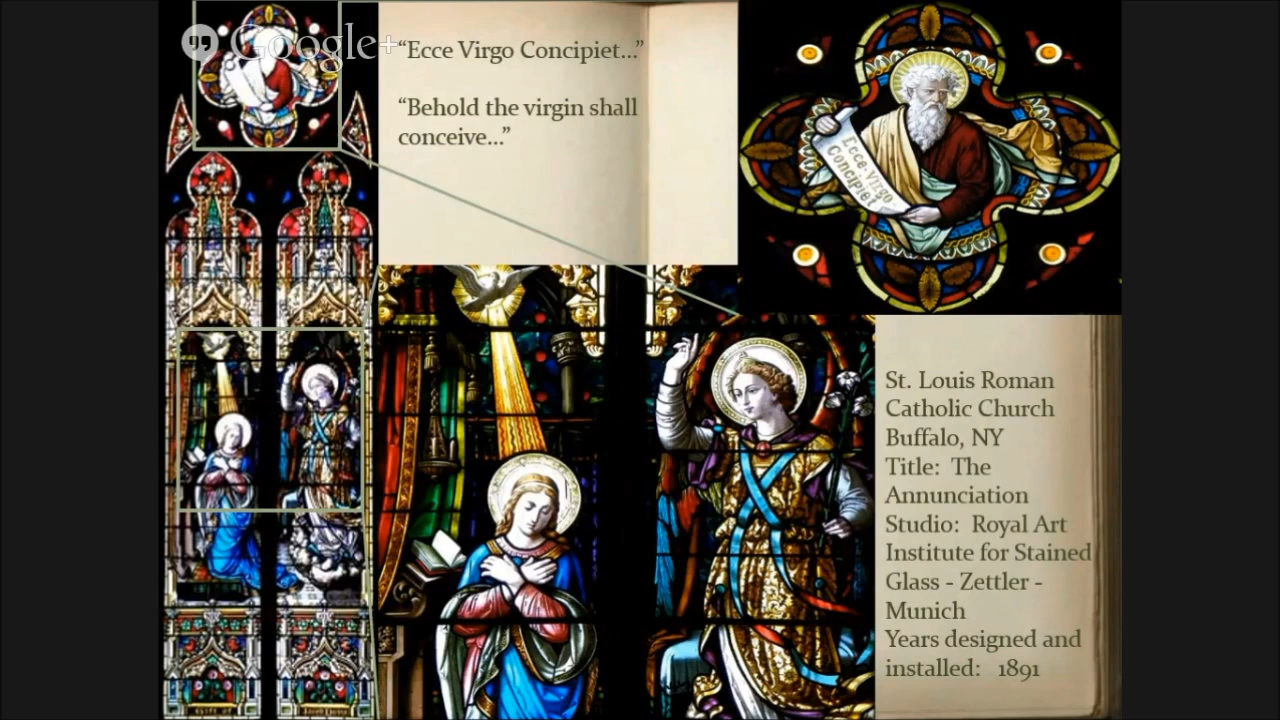 Google+
“Ecce Virgo Concipiet...”
“Behold the virgin shall
conceive...”
Ecce·Virgo
Concipiet
St. Louis Roman
Catholic Church
Buffalo, NY
Title: The
Annunciation
Studio: Royal Art
Institute for Stained
Glass - Zettler -
Munich
Years designed and
installed: 1891